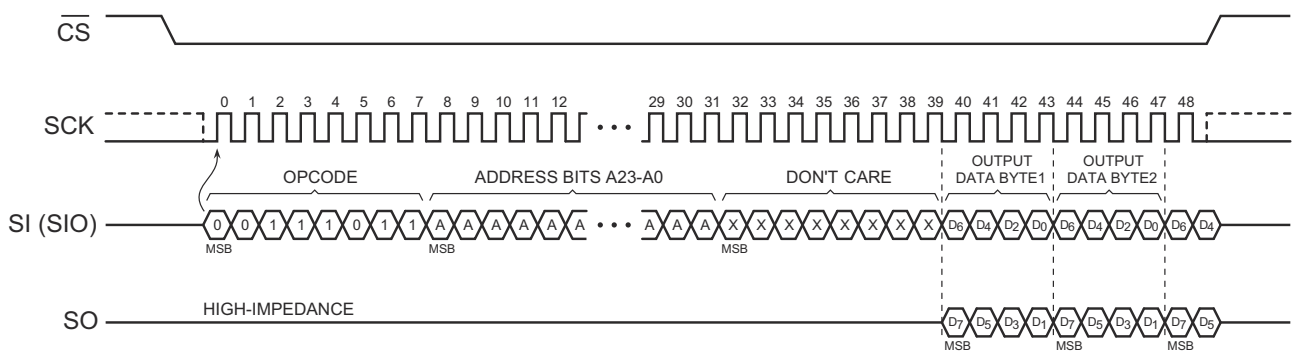 CS
0 1 2 3 4 5 6 7 8 9 10 11 12 29 30 31 32 33 34 35 36 37 38 39 40 41 42 43 44 45 46 47 48
SCK
OPCODE ADDRESS BITS A23-A0 DON'T CARE OUTPUT DATA BYTE1 OUTPUT DATA BYTE2
SI (SIO) 0 0 1 1 1 0 1 1 A A A A A A A A A X X X X X X X X D6 D4 D2 D0 D6 D4 D2 D0 D6 D4
MSB MSB MSB
HIGH-IMPEDANCE
SO D7 D5 D3 D1 D7 D5 D3 D1 D7 D5
MSB MSB MSB